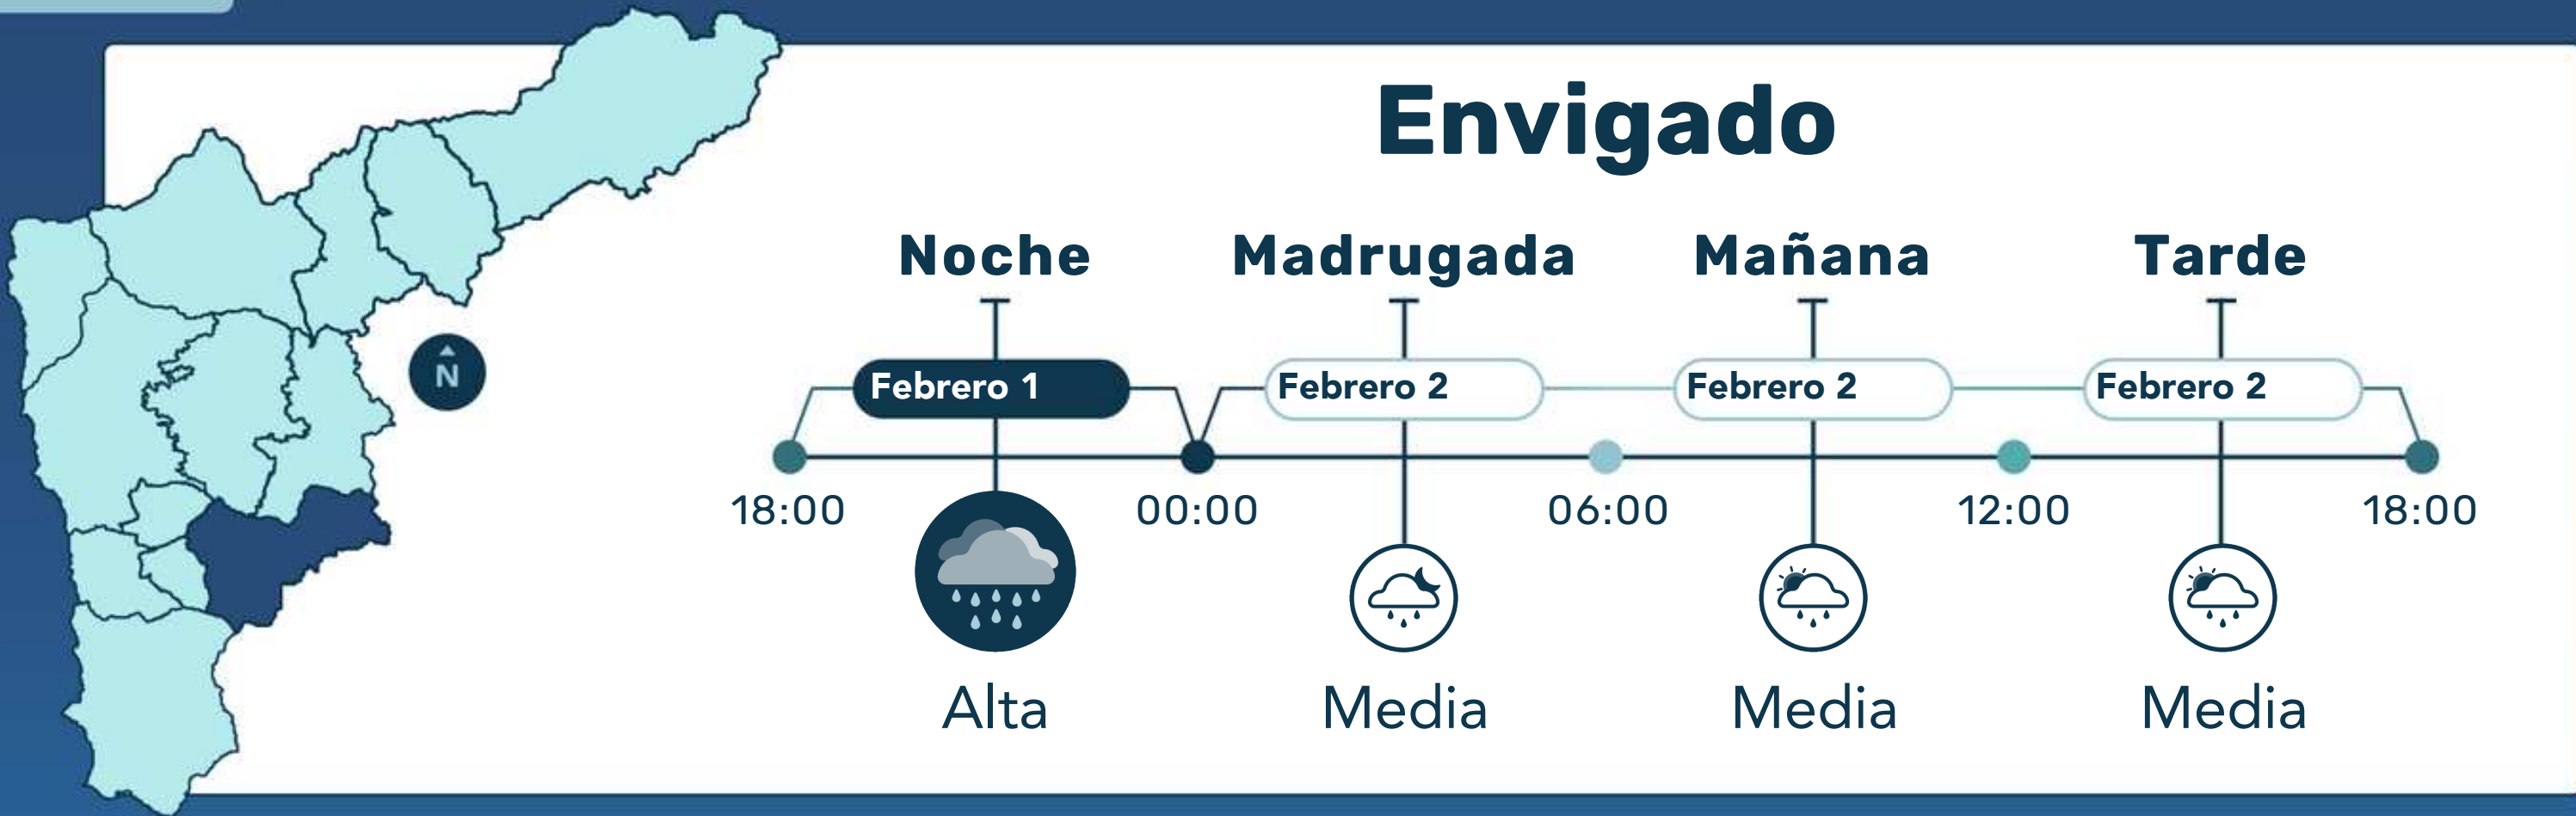 Envigado
Noche
Madrugada
Mañana
Tarde
Febrero 1
Febrero 2
Febrero 2
Febrero 2
N
18:00
00:00
06:00
12:00
18:00
Alta
Media
Media
Media